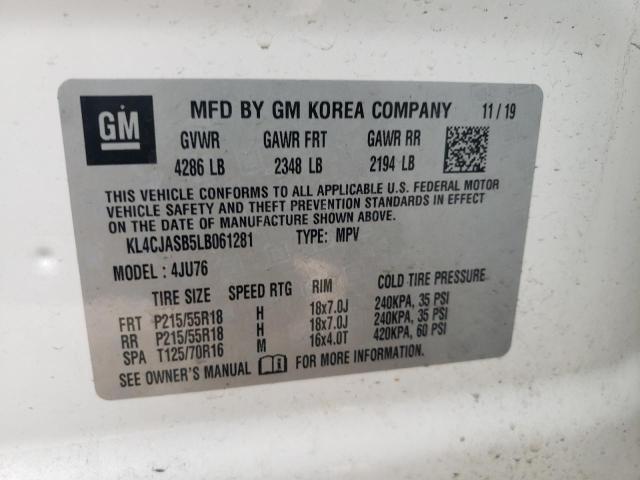 GM
MFD BY GM KOREA COMPANY 11 / 19
GVWR GAWR FRT GAWR RR
4286 LB 2348 LB 2194 LB
THIS VEHICLE CONFORMS TO ALL APPLICABLE U.S. FEDERAL MOTOR
VEHICLE SAFETY AND THEFT PREVENTION STANDARDS IN EFFECT
ON THE DATE OF MANUFACTURE SHOWN ABOVE.
KL4CJASB5LB061281 TYPE: MPV
MODEL : 4JU76
TIRE SIZE SPEED RTG RIM COLD TIRE PRESSURE
FRT P215/55R18 H 18x7.0J 240KPA, 35 PSI
RR P215/55R18 H 18x7.0J 240KPA, 35 PSI
SPA T125/70R16 M 16x4.0T 420KPA, 60 PSI
SEE OWNER'S MANUAL FOR MORE INFORMATION.